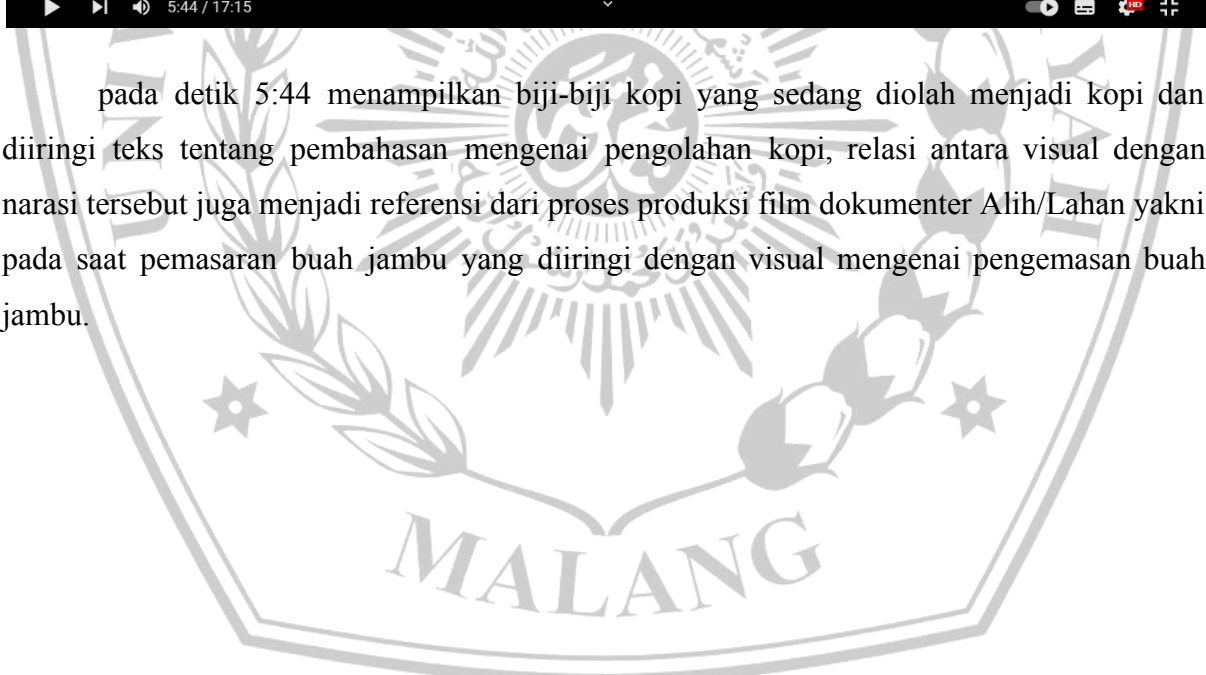 5:44 / 17:15
HD
pada detik 5:44 menampilkan biji-biji kopi yang sedang diolah menjadi kopi dan
diiringi teks tentang pembahasan mengenai pengolahan kopi, relasi antara visual dengan
narasi tersebut juga menjadi referensi dari proses produksi film dokumenter Alih/Lahan yakni
pada saat pemasaran buah jambu yang diiringi dengan visual mengenai pengemasan buah
jambu.
MALANG